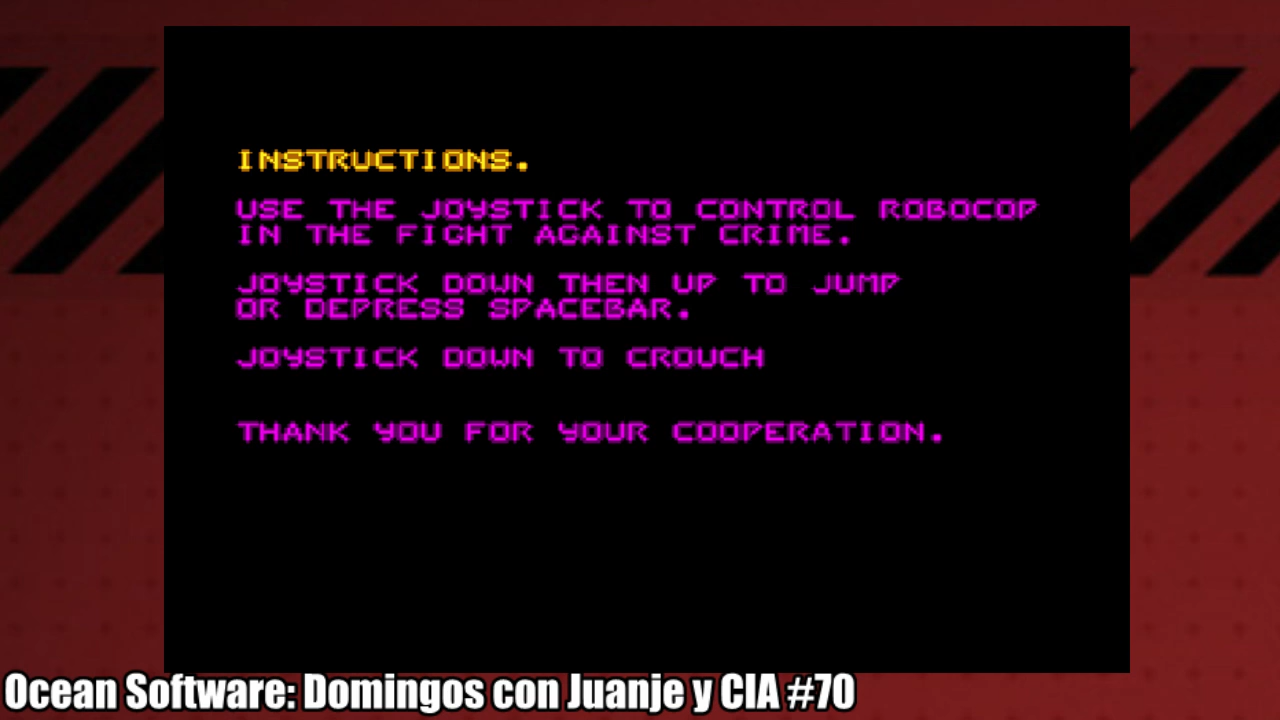 INSTRUCTIONS.
USE THE JOYSTICK TO CONTROL ROBOCOP
IN THE FIGHT AGAINST CRIME.
JOYSTICK DOWN THEN UP TO JUMP
OR DEPRESS SPACEBAR.
JOYSTICK DOWN TO CROUCH
THANK YOU FOR YOUR COOPERATION.
Ocean Software: Domingos con Juanje y CIA #70